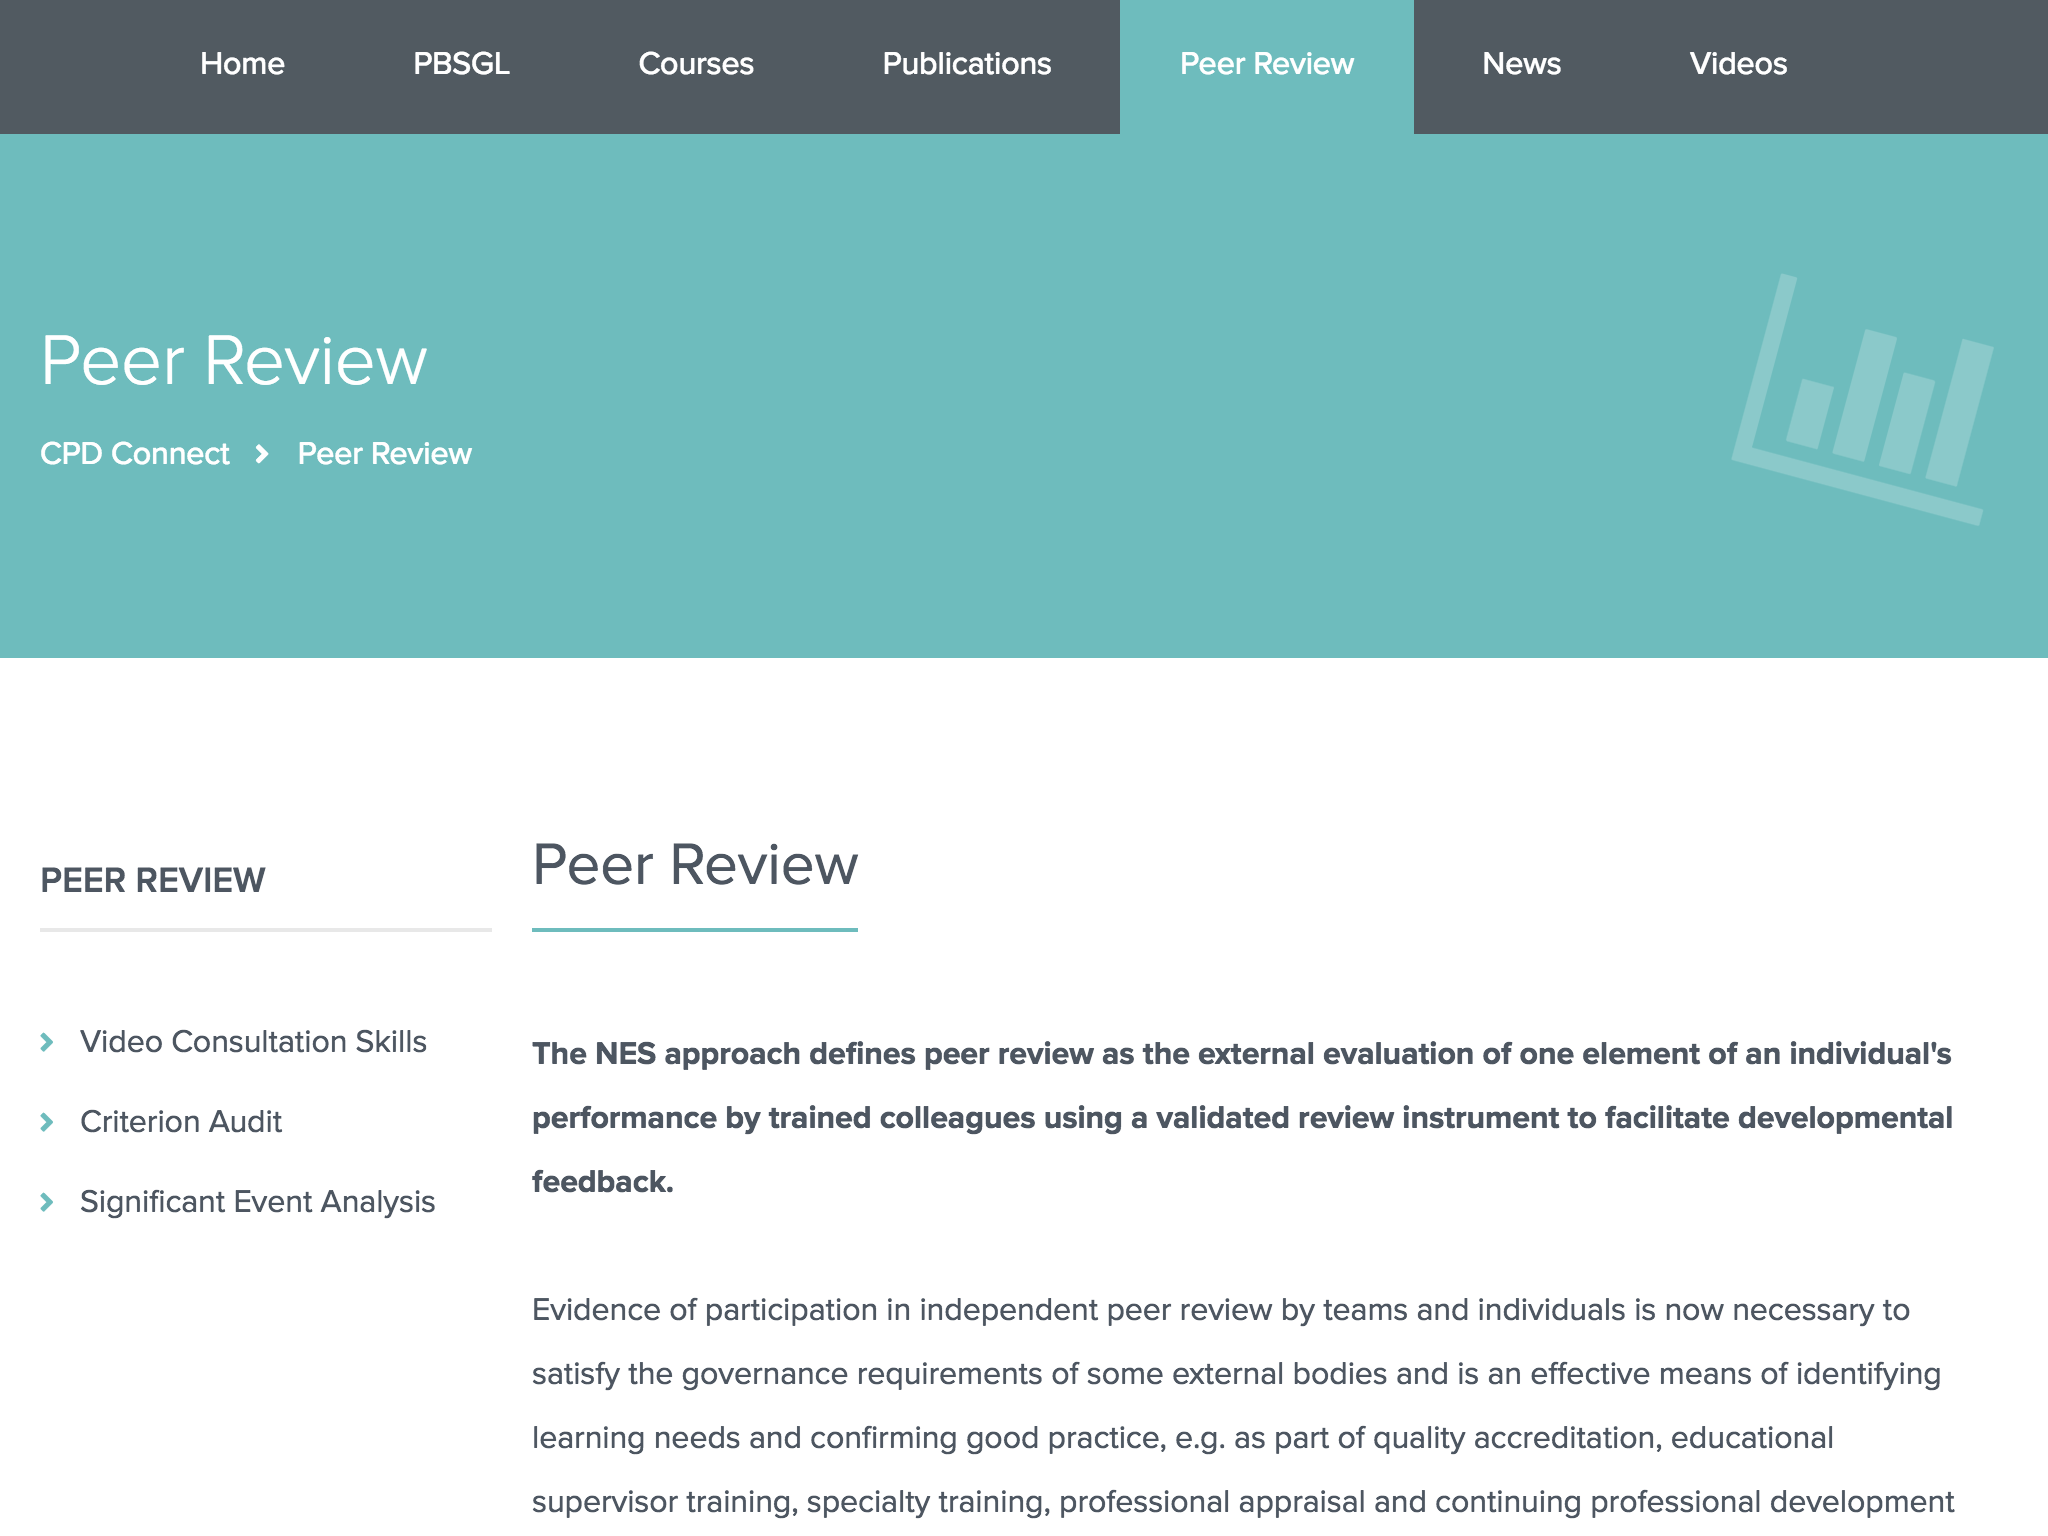 Home PBSGL Courses Publications Peer Review News Videos
Peer Review
CPD Connect Peer Review
PEER REVIEW
Video Consultation Skills
Criterion Audit
Significant Event Analysis
Peer Review
The NES approach defines peer review as the external evaluation of one element of an individual's
performance by trained colleagues using a validated review instrument to facilitate developmental
feedback.
Evidence of participation in independent peer review by teams and individuals is now necessary to
satisfy the governance requirements of some external bodies and is an effective means of identifying
learning needs and confirming good practice, e.g. as part of quality accreditation, educational
supervisor training, specialty training, professional appraisal and continuing professional development